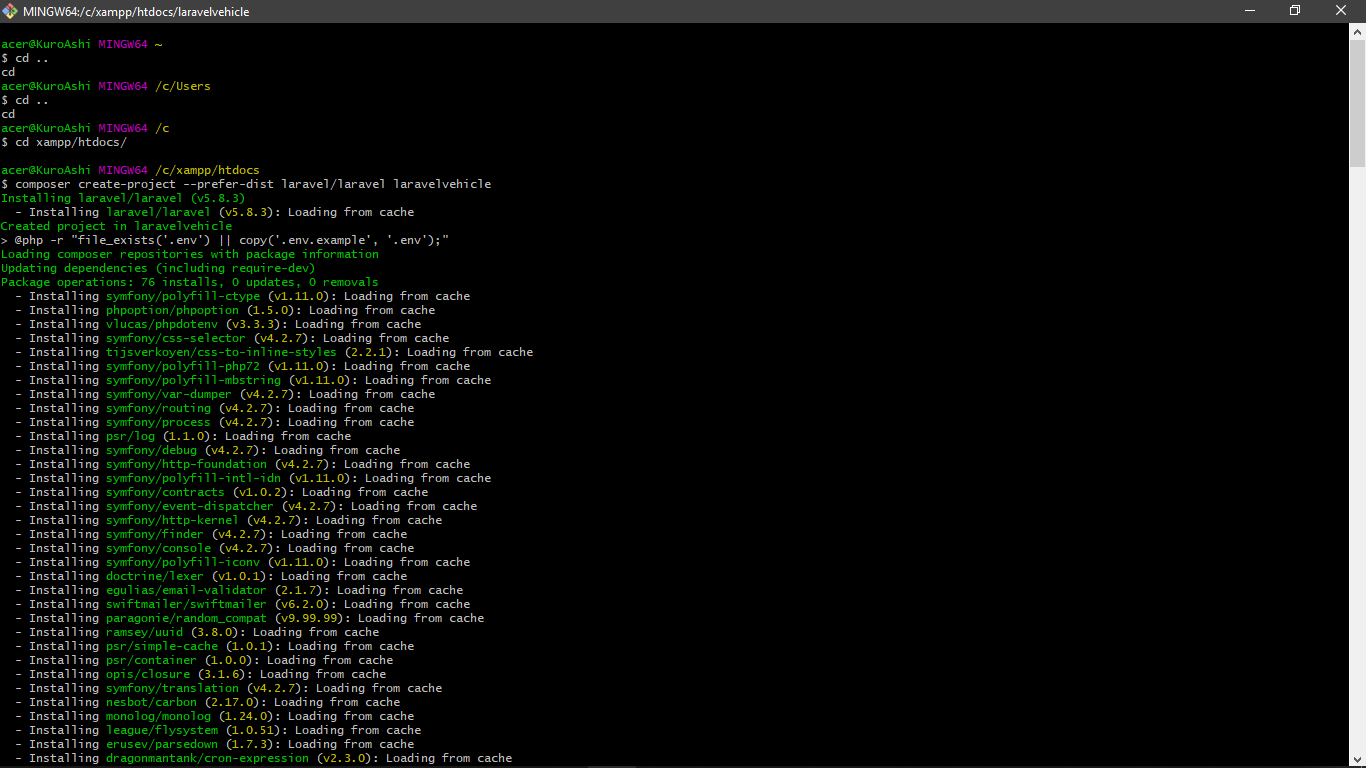 MINGW64:/c/xampp/htdocs/laravelvehicle
acer@KuroAshi MINGW64 ~
$ cd ..
cd
acer@KuroAshi MINGW64 /c/Users
$ cd ..
cd
acer@KuroAshi MINGW64 /c
$ cd xampp/htdocs/
acer@KuroAshi MINGW64 /c/xampp/htdocs
$ composer create-project --prefer-dist laravel/laravel laravelvehicle
Installing laravel/laravel (v5.8.3)
  - Installing laravel/laravel (v5.8.3): Loading from cache
Created project in laravelvehicle
> @php -r "file_exists('.env') || copy('.env.example', '.env');"
Loading composer repositories with package information
Updating dependencies (including require-dev)
Package operations: 76 installs, 0 updates, 0 removals
  - Installing symfony/polyfill-ctype (v1.11.0): Loading from cache
  - Installing phpoption/phpoption (1.5.0): Loading from cache
  - Installing vlucas/phpdotenv (v3.3.3): Loading from cache
  - Installing symfony/css-selector (v4.2.7): Loading from cache
  - Installing tijsverkoyen/css-to-inline-styles (2.2.1): Loading from cache
  - Installing symfony/polyfill-php72 (v1.11.0): Loading from cache
  - Installing symfony/polyfill-mbstring (v1.11.0): Loading from cache
  - Installing symfony/var-dumper (v4.2.7): Loading from cache
  - Installing symfony/routing (v4.2.7): Loading from cache
  - Installing symfony/process (v4.2.7): Loading from cache
  - Installing psr/log (1.1.0): Loading from cache
  - Installing symfony/debug (v4.2.7): Loading from cache
  - Installing symfony/http-foundation (v4.2.7): Loading from cache
  - Installing symfony/polyfill-intl-idn (v1.11.0): Loading from cache
  - Installing symfony/contracts (v1.0.2): Loading from cache
  - Installing symfony/event-dispatcher (v4.2.7): Loading from cache
  - Installing symfony/http-kernel (v4.2.7): Loading from cache
  - Installing symfony/finder (v4.2.7): Loading from cache
  - Installing symfony/console (v4.2.7): Loading from cache
  - Installing symfony/polyfill-iconv (v1.11.0): Loading from cache
  - Installing doctrine/lexer (v1.0.1): Loading from cache
  - Installing egulias/email-validator (2.1.7): Loading from cache
  - Installing swiftmailer/swiftmailer (v6.2.0): Loading from cache
  - Installing paragonie/random_compat (v9.99.99): Loading from cache
  - Installing ramsey/uuid (3.8.0): Loading from cache
  - Installing psr/simple-cache (1.0.1): Loading from cache
  - Installing psr/container (1.0.0): Loading from cache
  - Installing opis/closure (3.1.6): Loading from cache
  - Installing symfony/translation (v4.2.7): Loading from cache
  - Installing nesbot/carbon (2.17.0): Loading from cache
  - Installing monolog/monolog (1.24.0): Loading from cache
  - Installing league/flysystem (1.0.51): Loading from cache
  - Installing erusev/parsedown (1.7.3): Loading from cache
  - Installing dragonmantank/cron-expression (v2.3.0): Loading from cache